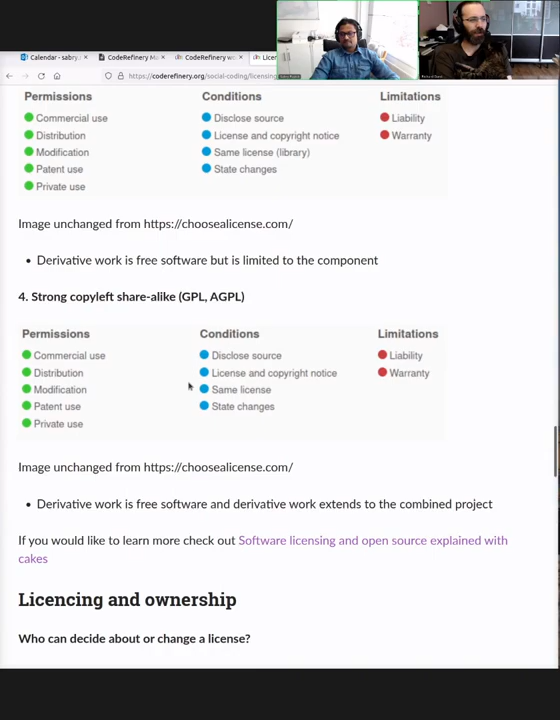 Calendar - sabry.r
CodeRefinery Ma
CodeRefinery wo
Licen
https://coderefinery.org/social-coding/licensing
Permissions Conditions Limitations
Commercial use Disclose source Liability
Distribution License and copyright notice Warranty
Modification Same license (library)
Patent use State changes
Private use
Image unchanged from https://choosealicense.com/
• Derivative work is free software but is limited to the component
4. Strong copyleft share-alike (GPL, AGPL)
Permissions Conditions Limitations
Commercial use Disclose source Liability
Distribution License and copyright notice Warranty
Modification Same license
Patent use State changes
Private use
Image unchanged from https://choosealicense.com/
• Derivative work is free software and derivative work extends to the combined project
If you would like to learn more check out Software licensing and open source explained with
cakes
Licencing and ownership
Who can decide about or change a license?